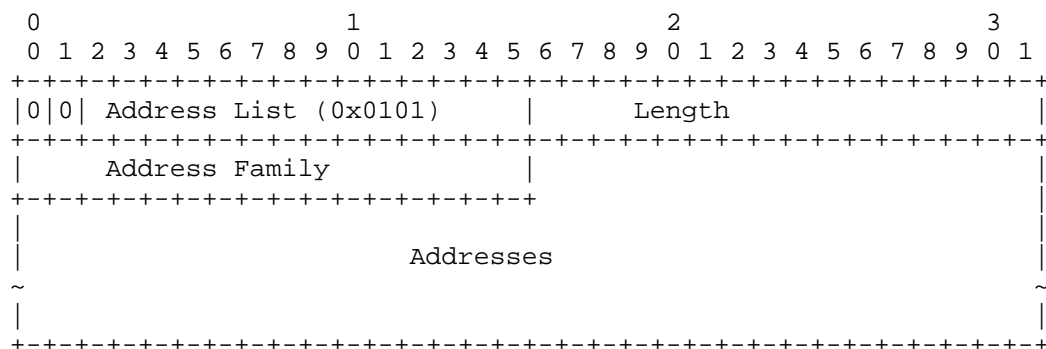 0                   1                   2                   3
 0 1 2 3 4 5 6 7 8 9 0 1 2 3 4 5 6 7 8 9 0 1 2 3 4 5 6 7 8 9 0 1
+-+-+-+-+-+-+-+-+-+-+-+-+-+-+-+-+-+-+-+-+-+-+-+-+-+-+-+-+-+-+-+-+
|0|0| Address List (0x0101)     |      Length                   |
+-+-+-+-+-+-+-+-+-+-+-+-+-+-+-+-+-+-+-+-+-+-+-+-+-+-+-+-+-+-+-+-+
|     Address Family            |                               |
+-+-+-+-+-+-+-+-+-+-+-+-+-+-+-+-+                               |
|                                                               |
|                        Addresses                              |
~                                                               ~
|                                                               |
+-+-+-+-+-+-+-+-+-+-+-+-+-+-+-+-+-+-+-+-+-+-+-+-+-+-+-+-+-+-+-+-+